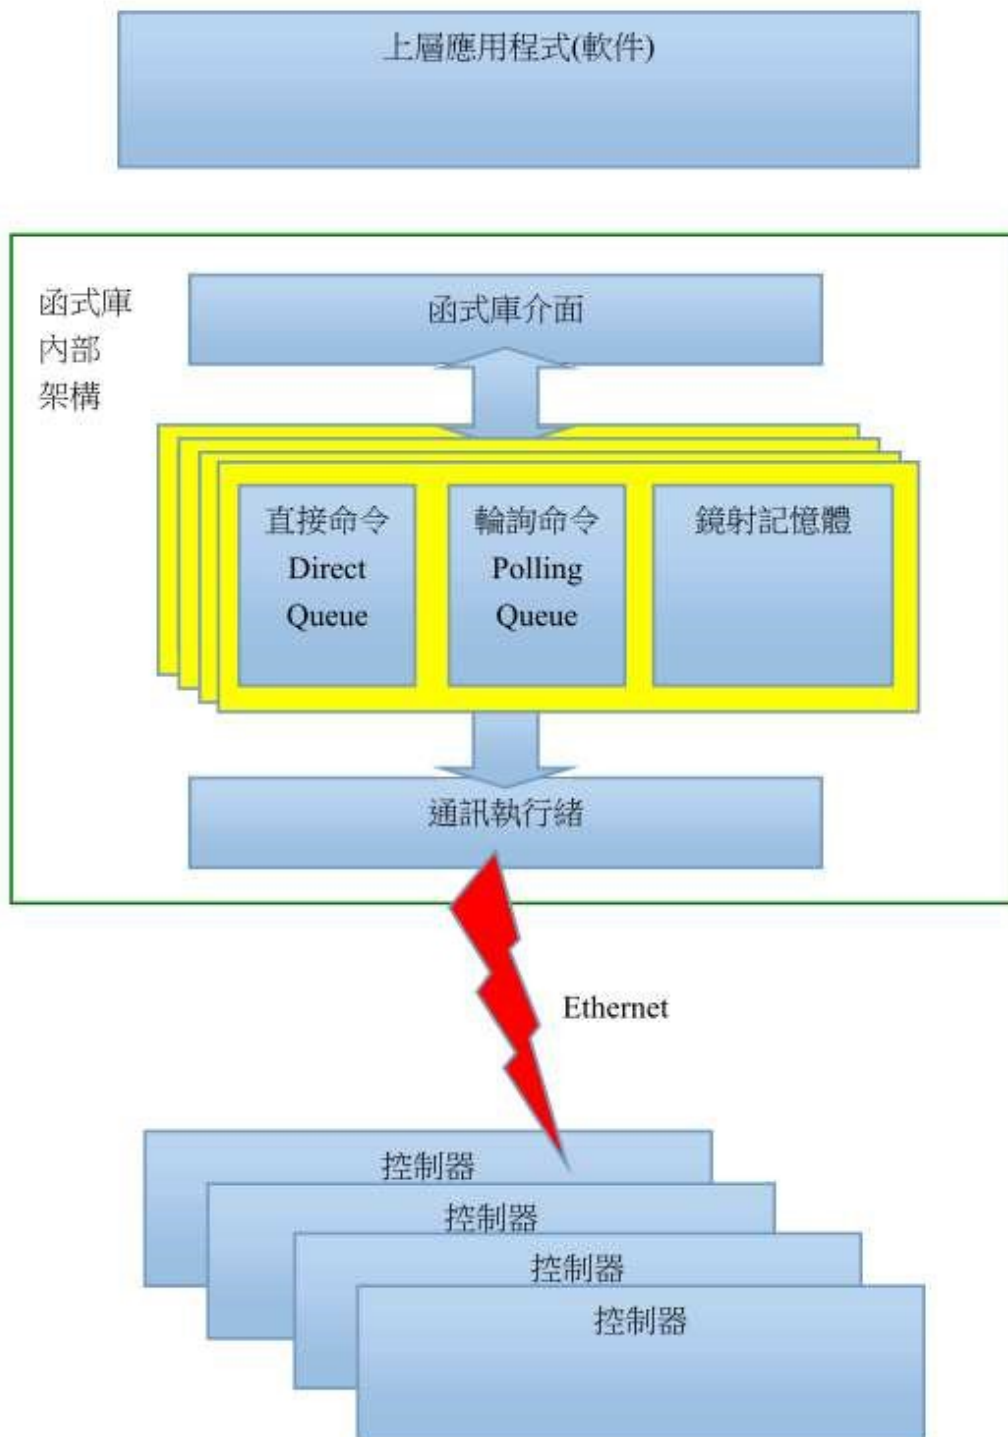 上層應用程式(軟件)
函式庫
內部
架構
函式庫介面
直接命令
Direct
Queue
輪詢命令
Polling
Queue
鏡射記憶體
通訊執行緒
Ethernet
控制器
控制器
控制器
控制器